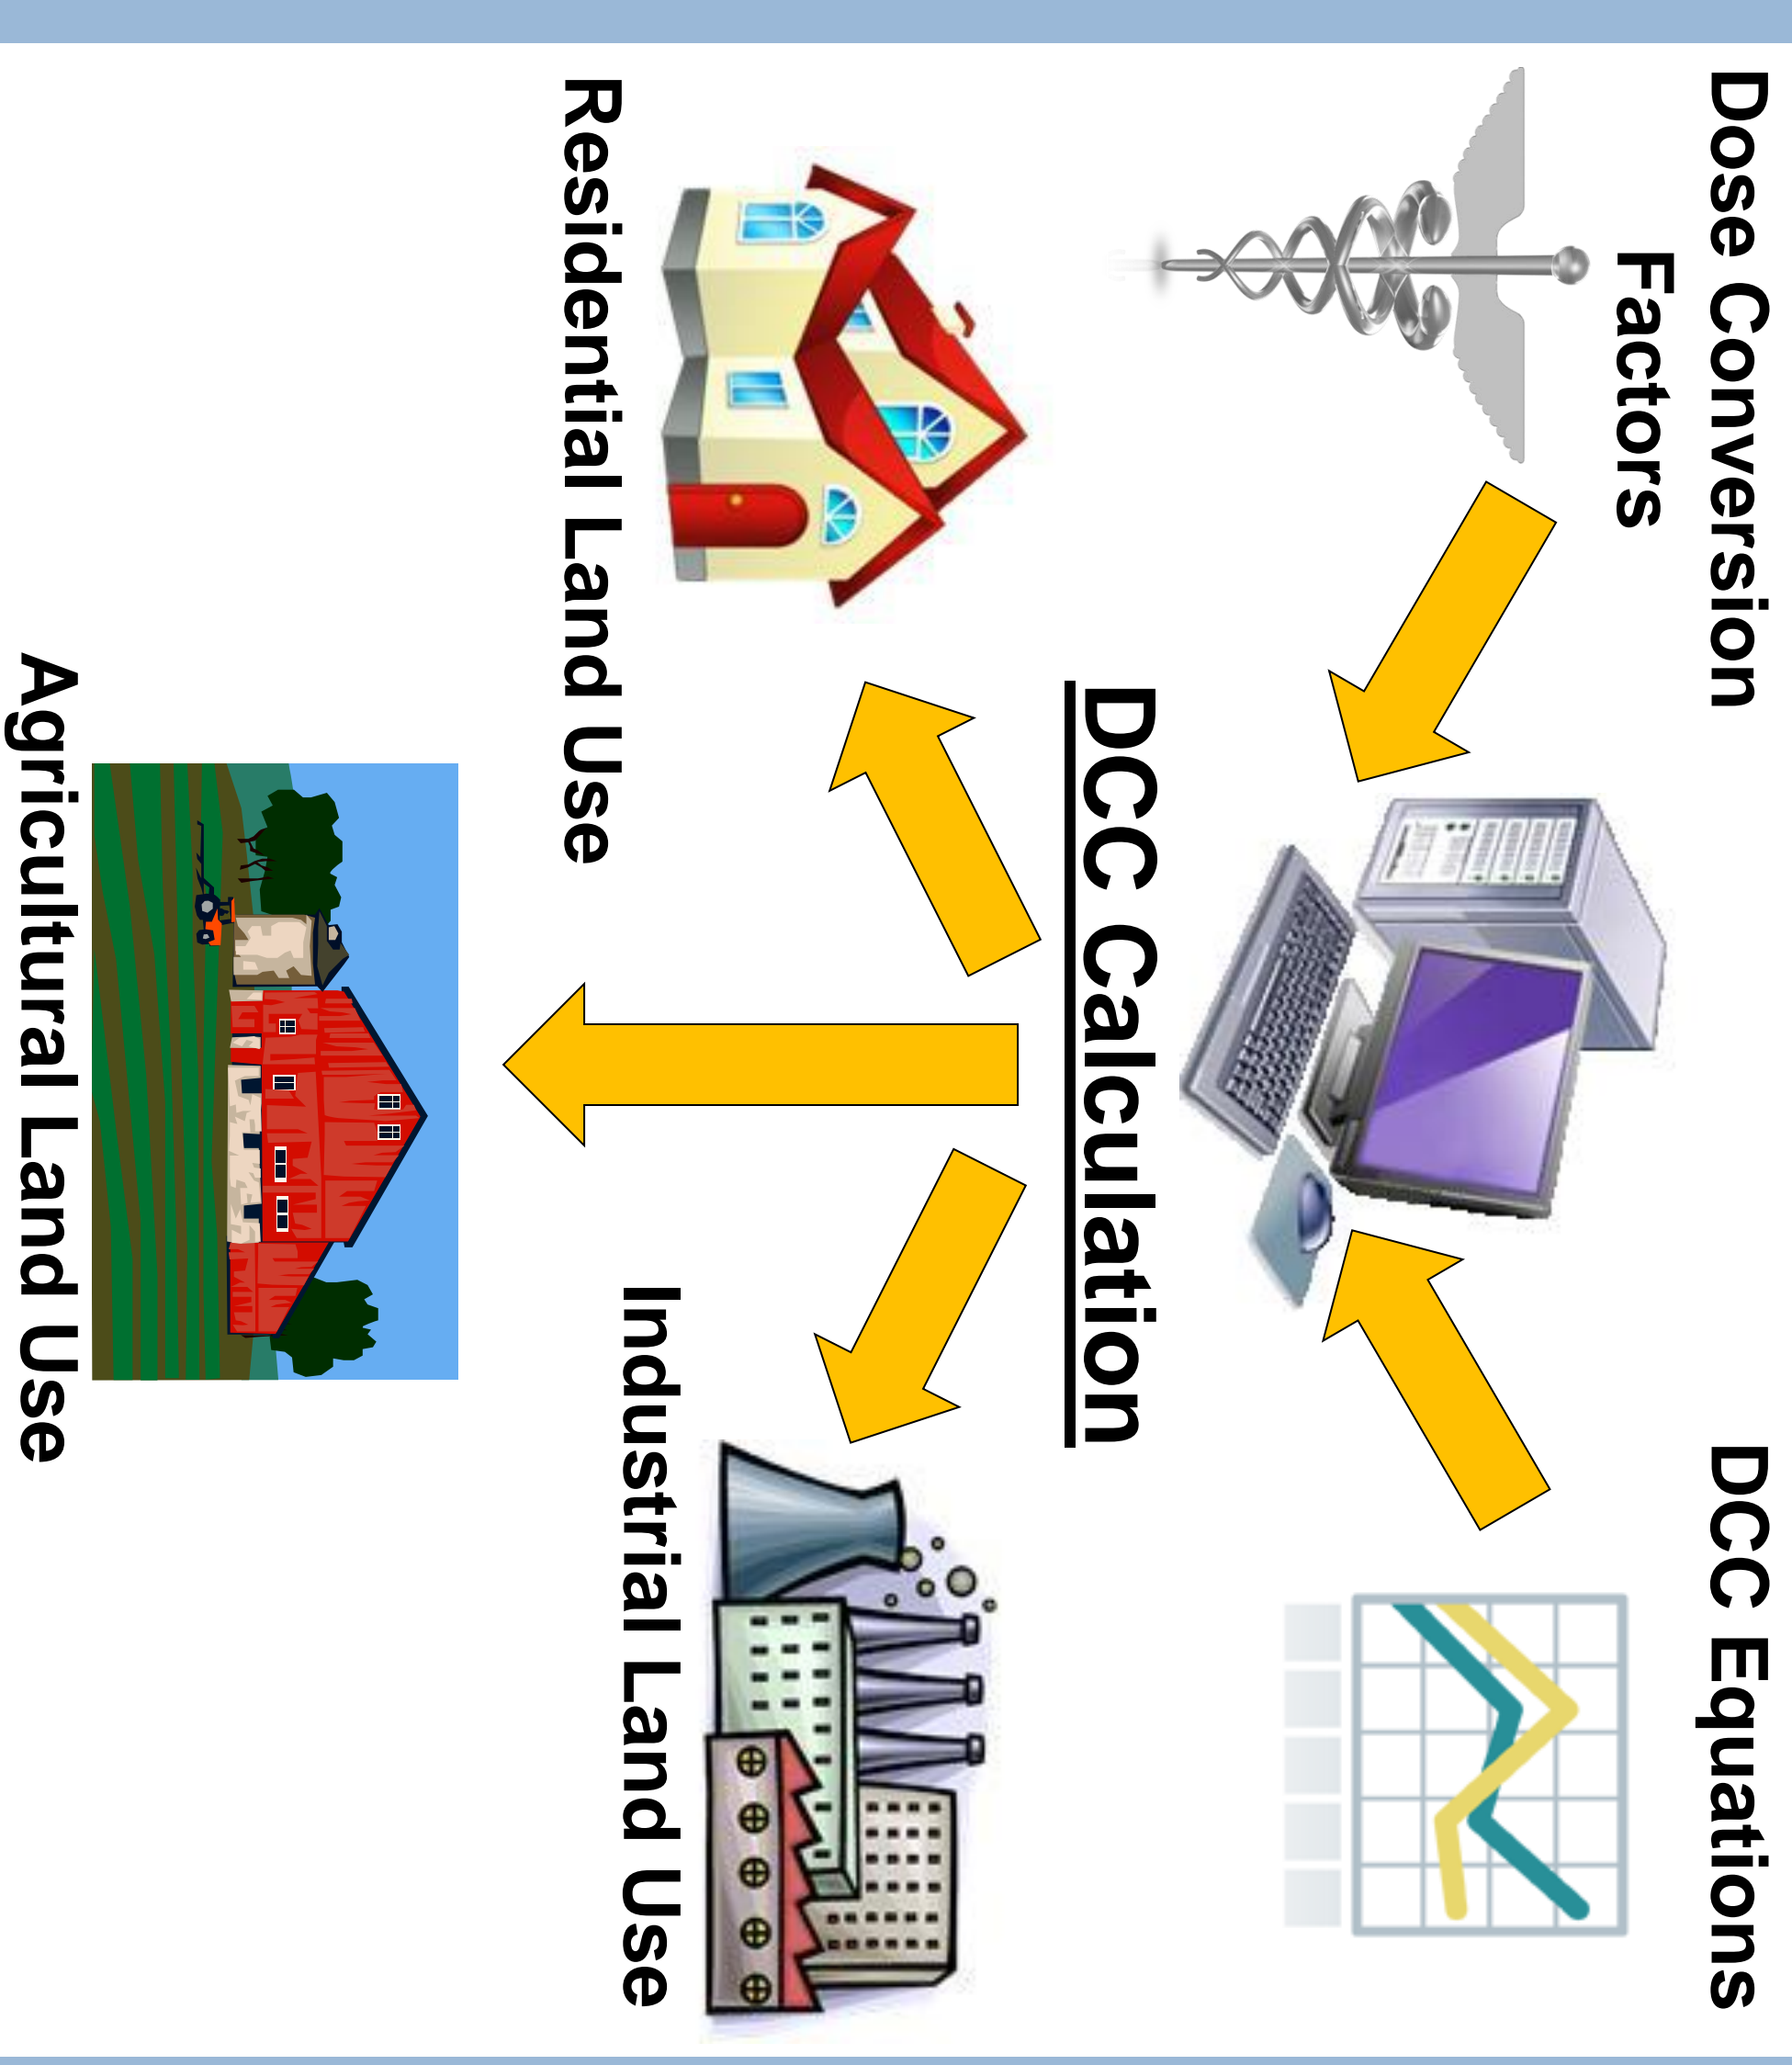 Dose Conversion
Factors
DCC Equations
DCC Calculation
Residential Land Use
Industrial Land Use
Agricultural Land Use